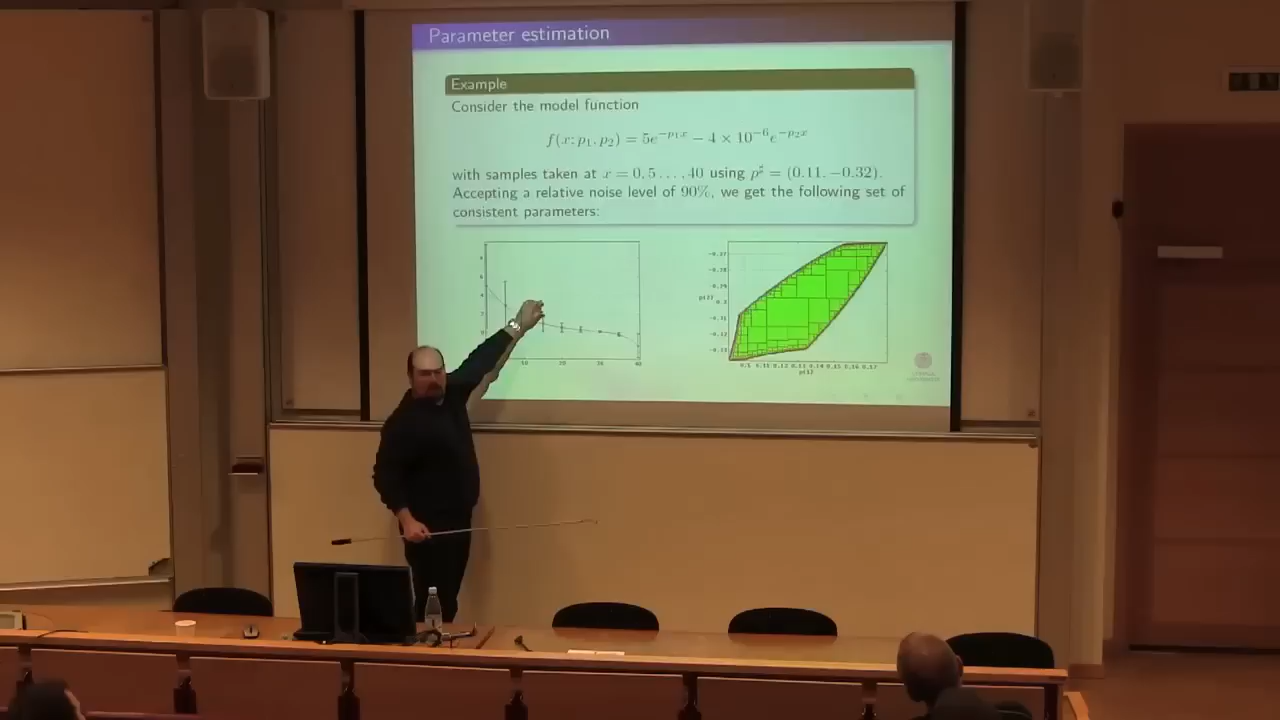 Parameter estimation
Example
Consider the model function
f(x; p₁, p₂) = 5e^{-p₁x} − 4 × 10^{-6}e^{-p₂x}
with samples taken at x = 0, 5 . . . , 40 using p^♯ = (0.11, −0.32).
Accepting a relative noise level of 90%, we get the following set of
consistent parameters: